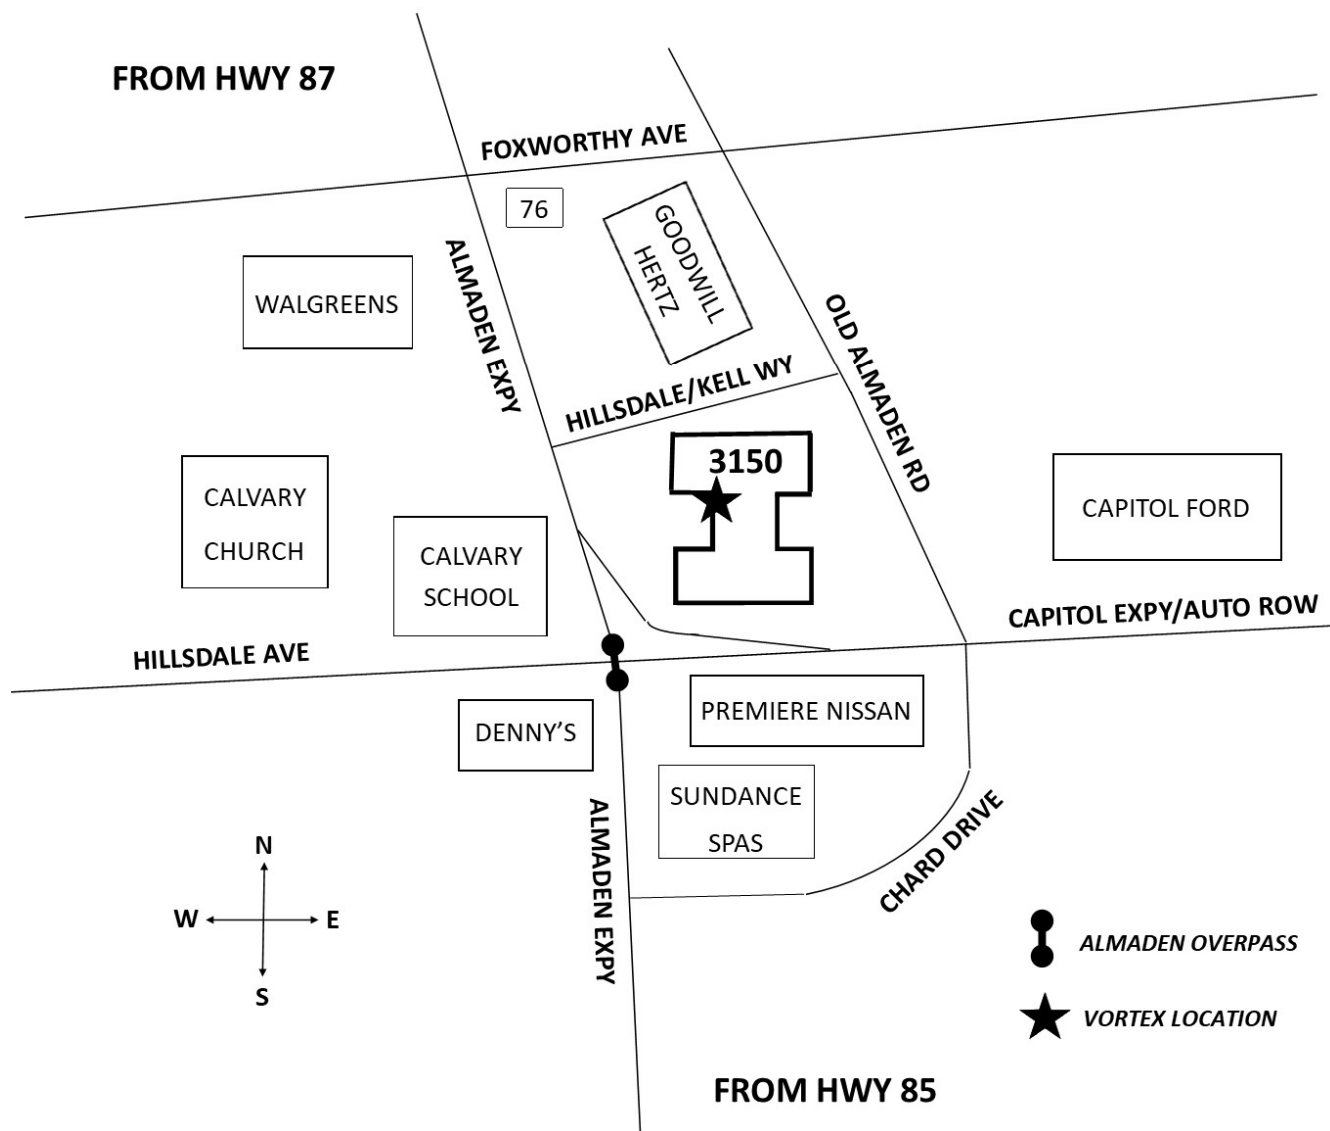 FROM HWY 87
FOXWORTHY AVE
76
GOODWILL
HERTZ
WALGREENS
ALMADEN EXPY
OLD ALMADEN RD
HILLSDALE/KELL WY
3150
CALVARY
CHURCH
CALVARY
SCHOOL
CAPITOL FORD
CAPITOL EXPY/AUTO ROW
HILLSDALE AVE
DENNY’S
PREMIERE NISSAN
SUNDANCE
SPAS
ALMADEN EXPY
CHARD DRIVE
N
W
E
S
ALMADEN OVERPASS
VORTEX LOCATION
FROM HWY 85